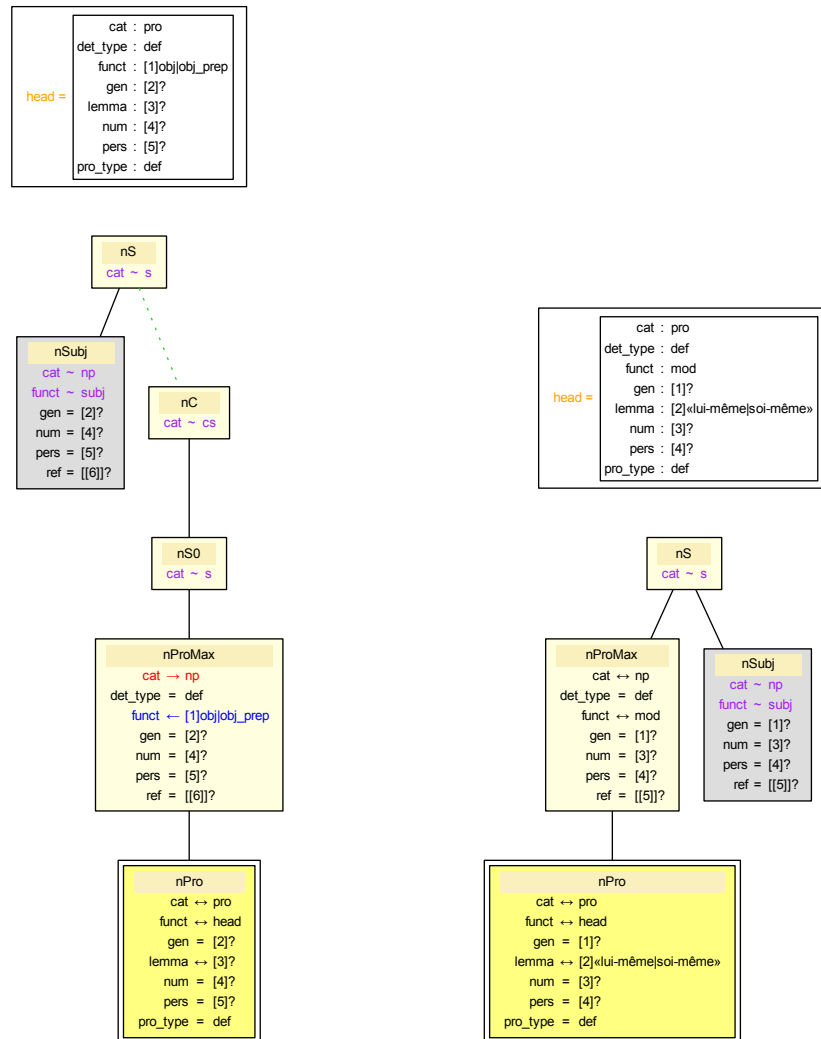 head =
cat : pro
det_type : def
funct : [1]obj|obj_prep
gen : [2]?
lemma : [3]?
num : [4]?
pers : [5]?
pro_type : def
nS
cat ~ s
nSubj
cat ~ np
funct ~ subj
gen = [2]?
num = [4]?
pers = [5]?
ref = [[6]]?
nC
cat ~ cs
nS0
cat ~ s
nProMax
cat → np
det_type = def
funct ← [1]obj|obj_prep
gen = [2]?
num = [4]?
pers = [5]?
ref = [[6]]?
nPro
cat ↔ pro
funct ↔ head
gen = [2]?
lemma ↔ [3]?
num = [4]?
pers = [5]?
pro_type = def
head =
cat : pro
det_type : def
funct : mod
gen : [1]?
lemma : [2]«lui-même|soi-même»
num : [3]?
pers : [4]?
pro_type : def
nS
cat ~ s
nProMax
cat ↔ np
det_type = def
funct ↔ mod
gen = [1]?
num = [3]?
pers = [4]?
ref = [[5]]?
nSubj
cat ~ np
funct ~ subj
gen = [1]?
num = [3]?
pers = [4]?
ref = [[5]]?
nPro
cat ↔ pro
funct ↔ head
gen = [1]?
lemma ↔ [2]«lui-même|soi-même»
num = [3]?
pers = [4]?
pro_type = def